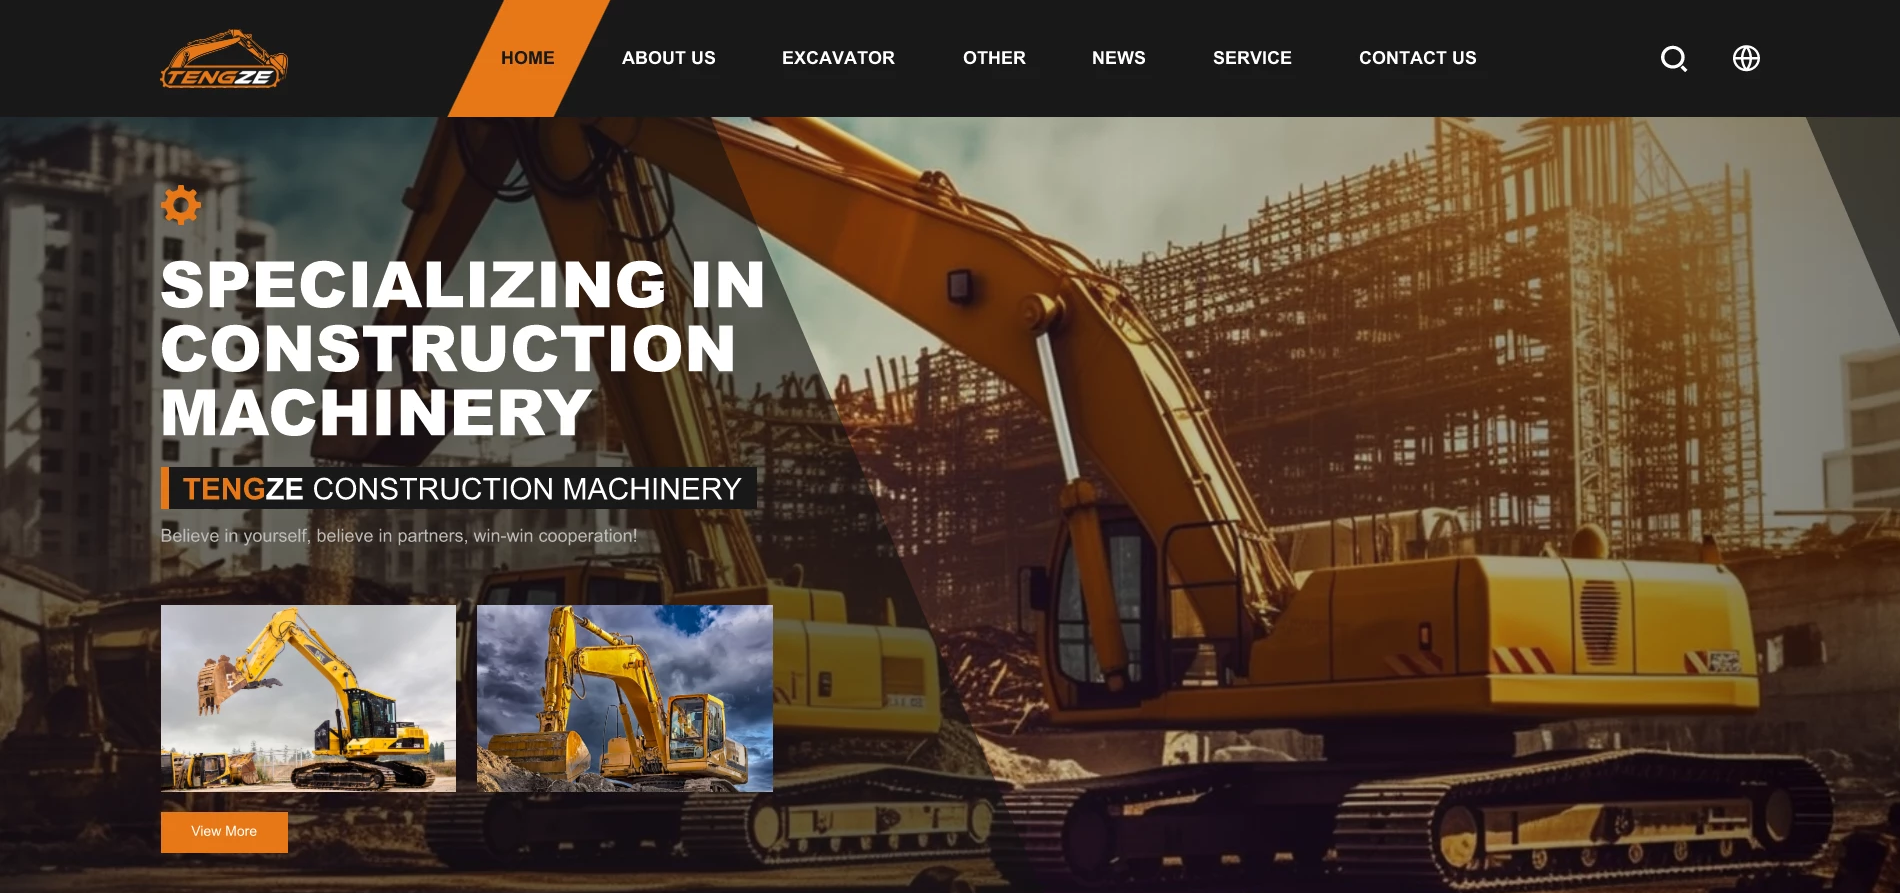 TENGZE
HOME
ABOUT US
EXCAVATOR
OTHER
NEWS
SERVICE
CONTACT US
SPECIALIZING IN
CONSTRUCTION
MACHINERY
TENGZE CONSTRUCTION MACHINERY
Believe in yourself, believe in partners, win-win cooperation!
View More